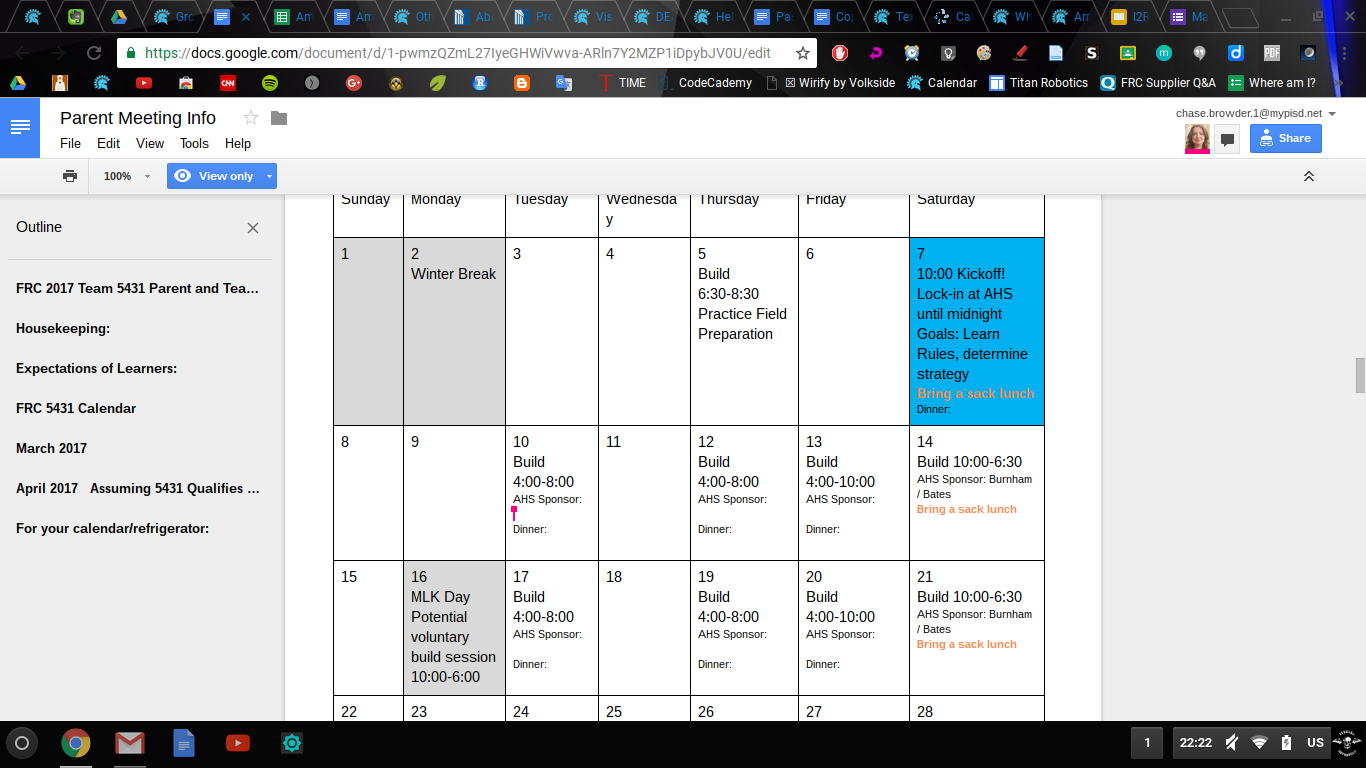 Gro
Am
Am
Oth
Abo
Pro
Vis
DE
Hel
Pas
Co
Tex
Ca
Wh
Am
I2R
Ma
https://docs.google.com/document/d/1-pwmzQZmL27IyeGHWiVwva-ARln7Y2MZP1iDpybJV0U/edit
CNN
TIME
CodeCademy
Wirify by Volkside
Calendar
Titan Robotics
FRC Supplier Q&A
Where am I?
Parent Meeting Info
chase.browder.1@mypisd.net
File Edit View Tools Help
Share
100%
View only
Outline
FRC 2017 Team 5431 Parent and Tea…
Housekeeping:
Expectations of Learners:
FRC 5431 Calendar
March 2017
April 2017 Assuming 5431 Qualifies …
For your calendar/refrigerator:
Sunday
Monday
Tuesday
Wednesda
y
Thursday
Friday
Saturday
1
2
Winter Break
3
4
5
Build
6:30-8:30
Practice Field
Preparation
6
7
10:00 Kickoff!
Lock-in at AHS
until midnight
Goals: Learn
Rules, determine
strategy
Bring a sack lunch
Dinner:
8
9
10
Build
4:00-8:00
AHS Sponsor:
Dinner:
11
12
Build
4:00-8:00
AHS Sponsor:
Dinner:
13
Build
4:00-10:00
AHS Sponsor:
Dinner:
14
Build 10:00-6:30
AHS Sponsor: Burnham
/ Bates
Bring a sack lunch
15
16
MLK Day
Potential
voluntary
build session
10:00-6:00
17
Build
4:00-8:00
AHS Sponsor:
Dinner:
18
19
Build
4:00-8:00
AHS Sponsor:
Dinner:
20
Build
4:00-10:00
AHS Sponsor:
Dinner:
21
Build 10:00-6:30
AHS Sponsor: Burnham
/ Bates
Bring a sack lunch
22
23
24
25
26
27
28
1
22:22
US